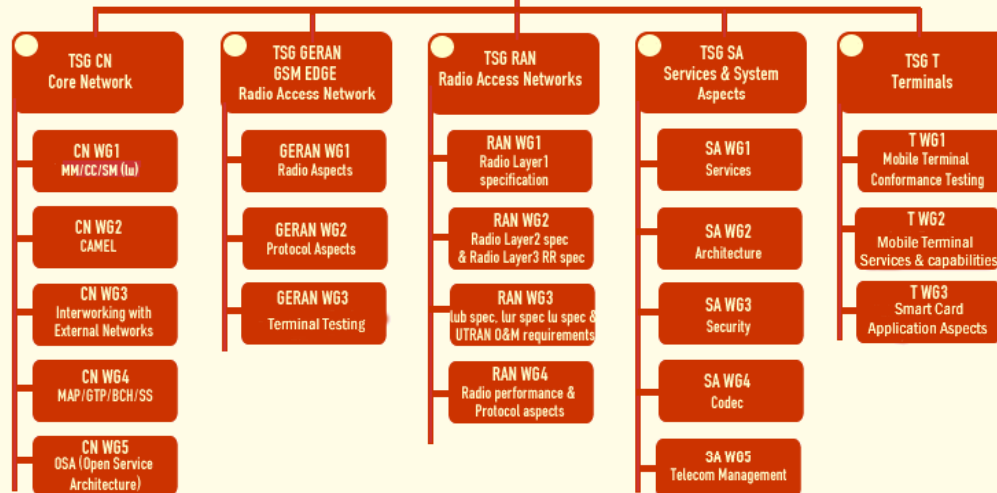 TSG CN
Core Network
CN WG1
MM/CC/SM (lu)
CN WG2
CAMEL
CN WG3
Interworking with
External Networks
CN WG4
MAP/GTP/BCH/SS
CN WG5
OSA (Open Service
Architecture)
TSG GERAN
GSM EDGE
Radio Access Network
GERAN WG1
Radio Aspects
GERAN WG2
Protocol Aspects
GERAN WG3
Terminal Testing
TSG RAN
Radio Access Networks
RAN WG1
Radio Layer1
specification
RAN WG2
Radio Layer2 spec
& Radio Layer3 RR spec
RAN WG3
lub spec, lur spec lu spec &
UTRAN O&M requirements
RAN WG4
Radio performance &
Protocol aspects
TSG SA
Services & System
Aspects
SA WG1
Services
SA WG2
Architecture
SA WG3
Security
SA WG4
Codec
SA WG5
Telecom Management
TSG T
Terminals
T WG1
Mobile Terminal
Conformance Testing
T WG2
Mobile Terminal
Services & capabilities
T WG3
Smart Card
Application Aspects